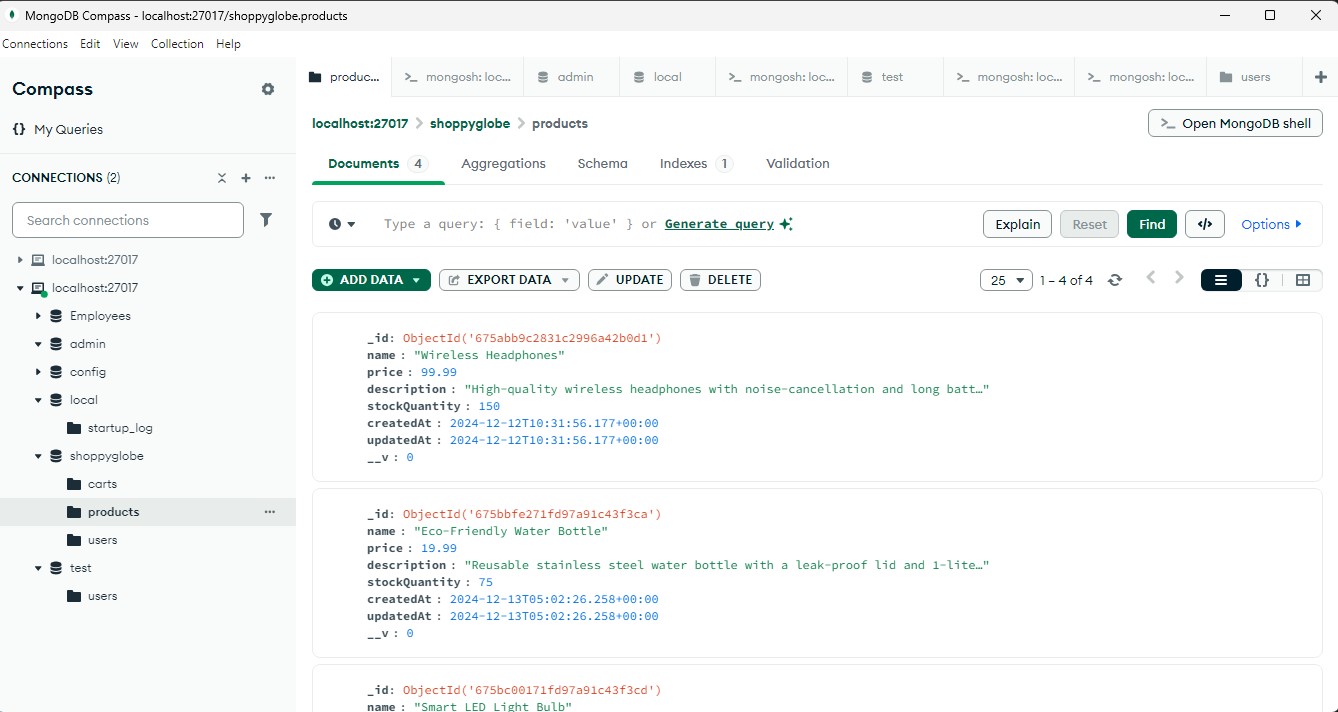 MongoDB Compass - localhost:27017/shoppyglobe.products
Connections Edit View Collection Help
Compass
{} My Queries
CONNECTIONS (2)
Search connections
localhost:27017
localhost:27017
Employees
admin
config
local
startup_log
shoppyglobe
carts
products
users
test
users
produc... mongosh: loc... admin local mongosh: loc... test mongosh: loc... mongosh: loc... users
localhost:27017 > shoppyglobe > products
Open MongoDB shell
Documents 4 Aggregations Schema Indexes 1 Validation
Type a query: { field: 'value' } or Generate query
Explain Reset Find </> Options
ADD DATA EXPORT DATA UPDATE DELETE
25 1 – 4 of 4 {}
_id: ObjectId('675abb9c2831c2996a42b0d1')
name : "Wireless Headphones"
price : 99.99
description : "High-quality wireless headphones with noise-cancellation and long batt…"
stockQuantity : 150
createdAt : 2024-12-12T10:31:56.177+00:00
updatedAt : 2024-12-12T10:31:56.177+00:00
__v : 0
_id: ObjectId('675bbfe271fd97a91c43f3ca')
name : "Eco-Friendly Water Bottle"
price : 19.99
description : "Reusable stainless steel water bottle with a leak-proof lid and 1-lite…"
stockQuantity : 75
createdAt : 2024-12-13T05:02:26.258+00:00
updatedAt : 2024-12-13T05:02:26.258+00:00
__v : 0
_id: ObjectId('675bc00171fd97a91c43f3cd')
name : "Smart LED Light Bulb"